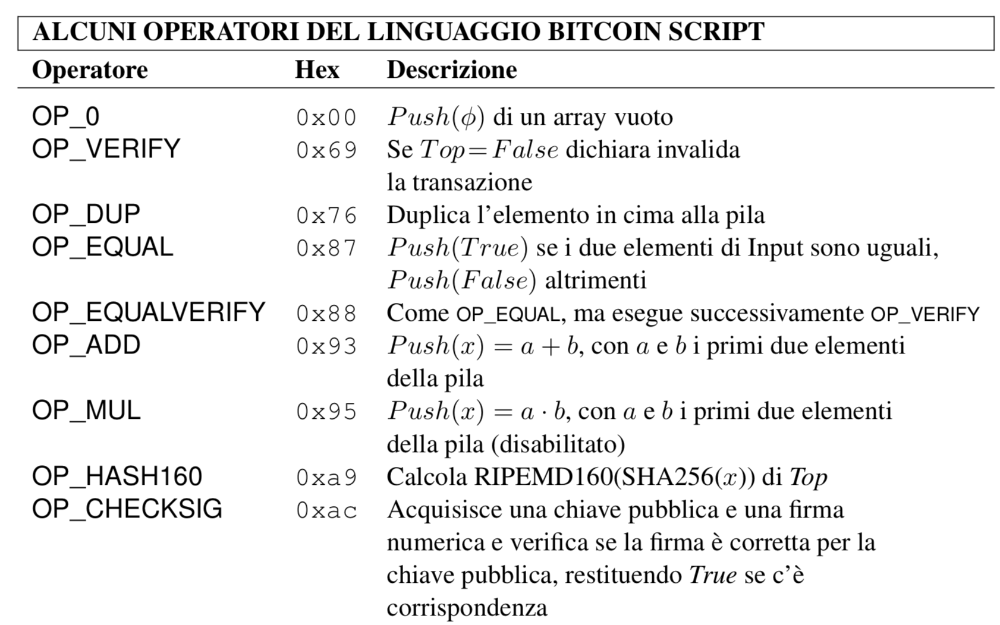 ALCUNI OPERATORI DEL LINGUAGGIO BITCOIN SCRIPT
Operatore Hex Descrizione
OP_0 0x00 Push(ϕ) di un array vuoto
OP_VERIFY 0x69 Se Top=False dichiara invalida
la transazione
OP_DUP 0x76 Duplica l'elemento in cima alla pila
OP_EQUAL 0x87 Push(True) se i due elementi di Input sono uguali,
Push(False) altrimenti
OP_EQUALVERIFY 0x88 Come OP_EQUAL, ma esegue successivamente OP_VERIFY
OP_ADD 0x93 Push(x) = a + b, con a e b i primi due elementi
della pila
OP_MUL 0x95 Push(x) = a · b, con a e b i primi due elementi
della pila (disabilitato)
OP_HASH160 0xa9 Calcola RIPEMD160(SHA256(x)) di Top
OP_CHECKSIG 0xac Acquisisce una chiave pubblica e una firma
numerica e verifica se la firma è corretta per la
chiave pubblica, restituendo True se c'è
corrispondenza